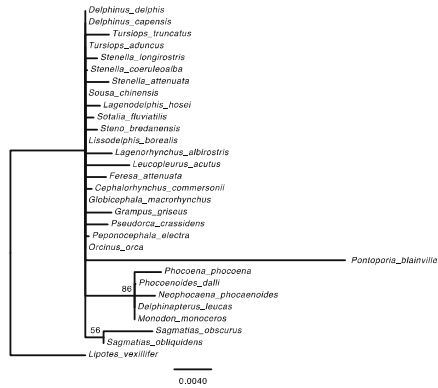 Delphinus_delphis
Delphinus_capensis
Tursiops_truncatus
Tursiops_aduncus
Stenella_longirostris
Stenella_coeruleoalba
Stenella_attenuata
Sousa_chinensis
Lagenodelphis_hosei
Sotalia_fluviatilis
Steno_bredanensis
Lissodelphis_borealis
Lagenorhynchus_albirostris
Leucopleurus_acutus
Feresa_attenuata
Cephalorhynchus_commersonii
Globicephala_macrorhynchus
Grampus_griseus
Pseudorca_crassidens
Peponocephala_electra
Orcinus_orca
Pontoporia_blainville
Phocoena_phocoena
Phocoenoides_dalli
86
Neophocaena_phocaenoides
Delphinapterus_leucas
Monodon_monoceros
56
Sagmatias_obscurus
Sagmatias_obliquidens
Lipotes_vexillifer
0.0040